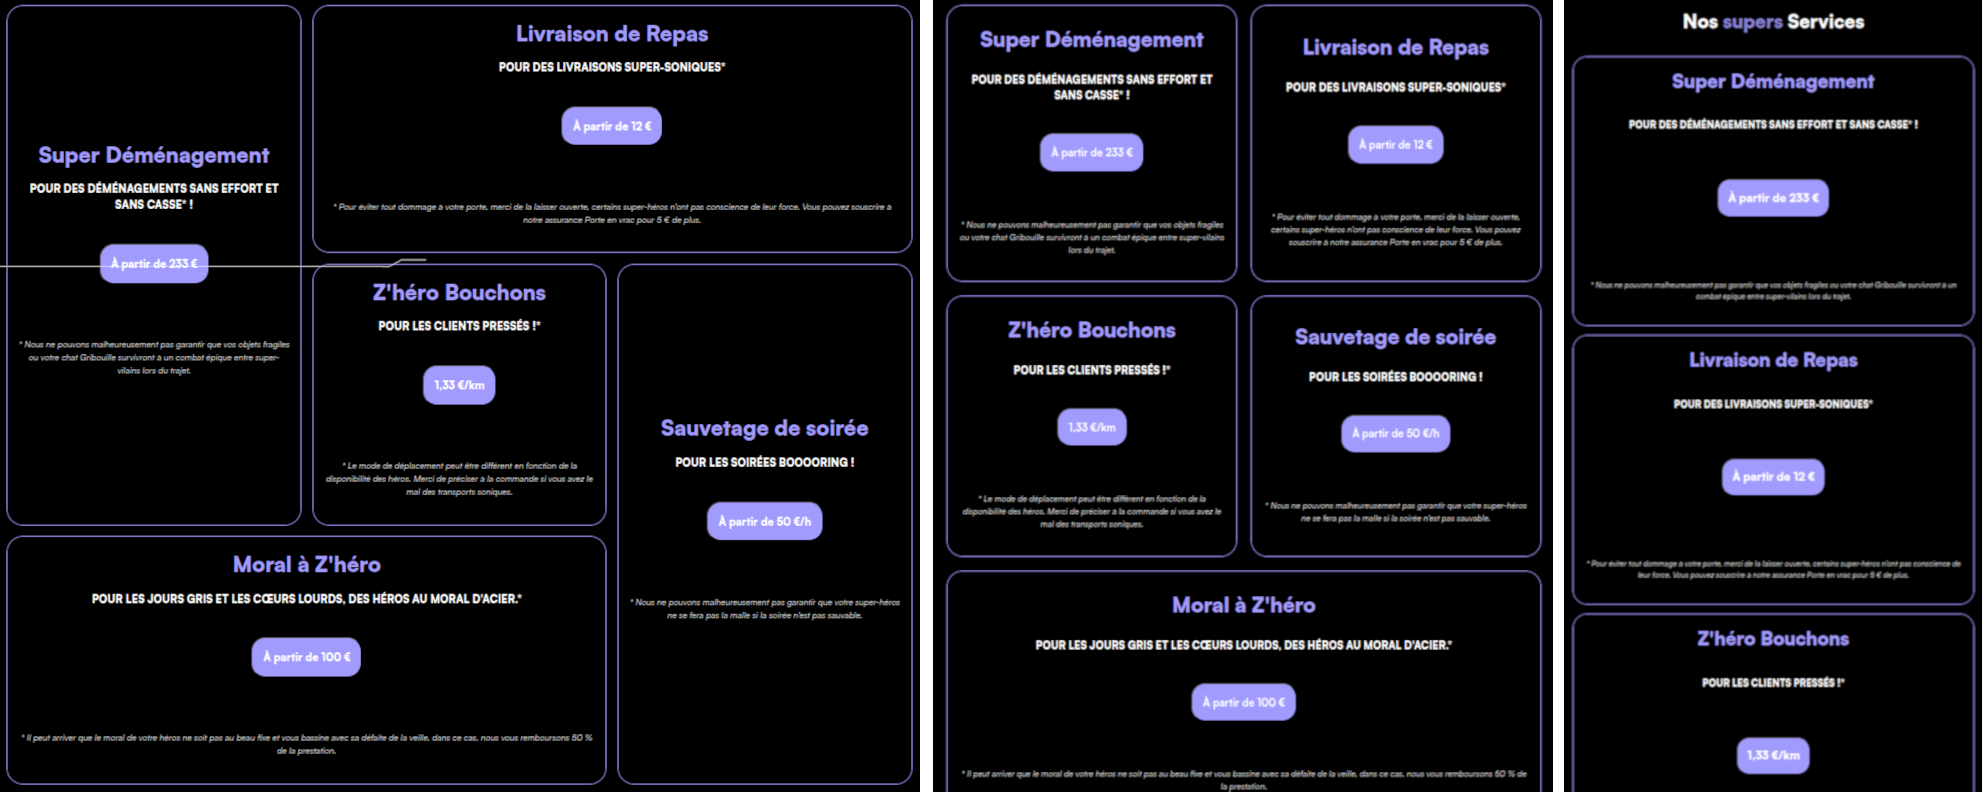 Super Déménagement
POUR DES DÉMÉNAGEMENTS SANS EFFORT ET
SANS CASSE* !
À partir de 233 €
* Nous ne pouvons malheureusement pas garantir que vos objets fragiles
ou votre chat Gribouille survivront à un combat épique entre super-
vilains lors du trajet.
Livraison de Repas
POUR DES LIVRAISONS SUPER-SONIQUES*
À partir de 12 €
* Pour éviter tout dommage à votre porte, merci de la laisser ouverte, certains super-héros n'ont pas conscience de leur force. Vous pouvez souscrire à
notre assurance Porte en vrac pour 5 € de plus.
Z'héro Bouchons
POUR LES CLIENTS PRESSÉS !*
1,33 €/km
* Le mode de déplacement peut être différent en fonction de la
disponibilité des héros. Merci de préciser à la commande si vous avez le
mal des transports soniques.
Sauvetage de soirée
POUR LES SOIRÉES BOOOORING !
À partir de 50 €/h
* Nous ne pouvons malheureusement pas garantir que votre super-héros
ne se fera pas la malle si la soirée n'est pas sauvable.
Moral à Z'héro
POUR LES JOURS GRIS ET LES CŒURS LOURDS, DES HÉROS AU MORAL D'ACIER.*
À partir de 100 €
* Il peut arriver que le moral de votre héros ne soit pas au beau fixe et vous bassine avec sa défaite de la veille, dans ce cas, nous vous remboursons 50 %
de la prestation.
Super Déménagement
POUR DES DÉMÉNAGEMENTS SANS EFFORT ET
SANS CASSE* !
À partir de 233 €
* Nous ne pouvons malheureusement pas garantir que vos objets fragiles
ou votre chat Gribouille survivront à un combat épique entre super-vilains
lors du trajet.
Livraison de Repas
POUR DES LIVRAISONS SUPER-SONIQUES*
À partir de 12 €
* Pour éviter tout dommage à votre porte, merci de la laisser ouverte,
certains super-héros n'ont pas conscience de leur force. Vous pouvez
souscrire à notre assurance Porte en vrac pour 5 € de plus.
Z'héro Bouchons
POUR LES CLIENTS PRESSÉS !*
1,33 €/km
* Le mode de déplacement peut être différent en fonction de la
disponibilité des héros. Merci de préciser à la commande si vous avez le
mal des transports soniques.
Sauvetage de soirée
POUR LES SOIRÉES BOOOORING !
À partir de 50 €/h
* Nous ne pouvons malheureusement pas garantir que votre super-héros
ne se fera pas la malle si la soirée n'est pas sauvable.
Moral à Z'héro
POUR LES JOURS GRIS ET LES CŒURS LOURDS, DES HÉROS AU MORAL D'ACIER.*
À partir de 100 €
* Il peut arriver que le moral de votre héros ne soit pas au beau fixe et vous bassine avec sa défaite de la veille, dans ce cas, nous vous remboursons 50 % de
la prestation.
Nos supers Services
Super Déménagement
POUR DES DÉMÉNAGEMENTS SANS EFFORT ET SANS CASSE* !
À partir de 233 €
* Nous ne pouvons malheureusement pas garantir que vos objets fragiles ou votre chat Gribouille survivront à un
combat épique entre super-vilains lors du trajet.
Livraison de Repas
POUR DES LIVRAISONS SUPER-SONIQUES*
À partir de 12 €
* Pour éviter tout dommage à votre porte, merci de la laisser ouverte, certains super-héros n'ont pas conscience de
leur force. Vous pouvez souscrire à notre assurance Porte en vrac pour 5 € de plus.
Z'héro Bouchons
POUR LES CLIENTS PRESSÉS !*
1,33 €/km